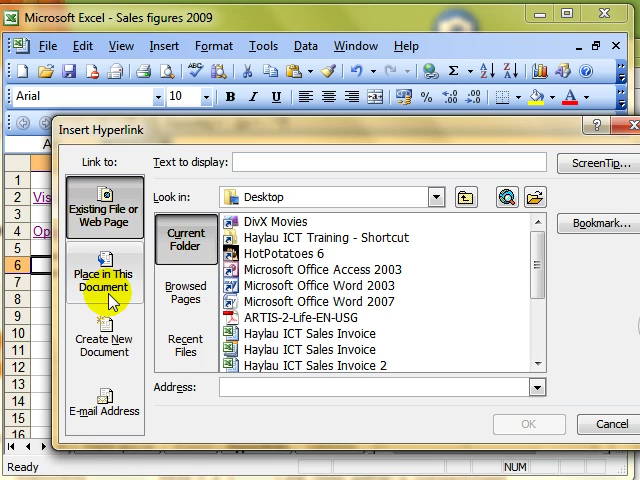 Microsoft Excel - Sales figures 2009
File Edit View Insert Format Tools Data Window Help
Arial 10 B I U %
Insert Hyperlink
Link to: Text to display: ScreenTip...
Existing File or
Web Page
Look in: Desktop
Bookmark...
Current
Folder
Browsed
Pages
Recent
Files
DivX Movies
Haylau ICT Training - Shortcut
HotPotatoes 6
Microsoft Office Access 2003
Microsoft Office Word 2003
Microsoft Office Word 2007
ARTIS-2-Life-EN-USG
Haylau ICT Sales Invoice
Haylau ICT Sales Invoice
Haylau ICT Sales Invoice 2
Place in This
Document
Create New
Document
E-mail Address
Address:
OK Cancel
1
2 Vis
3
4 Op
5
6
7
8
9
10
11
12
13
14
15
16
Ready NUM